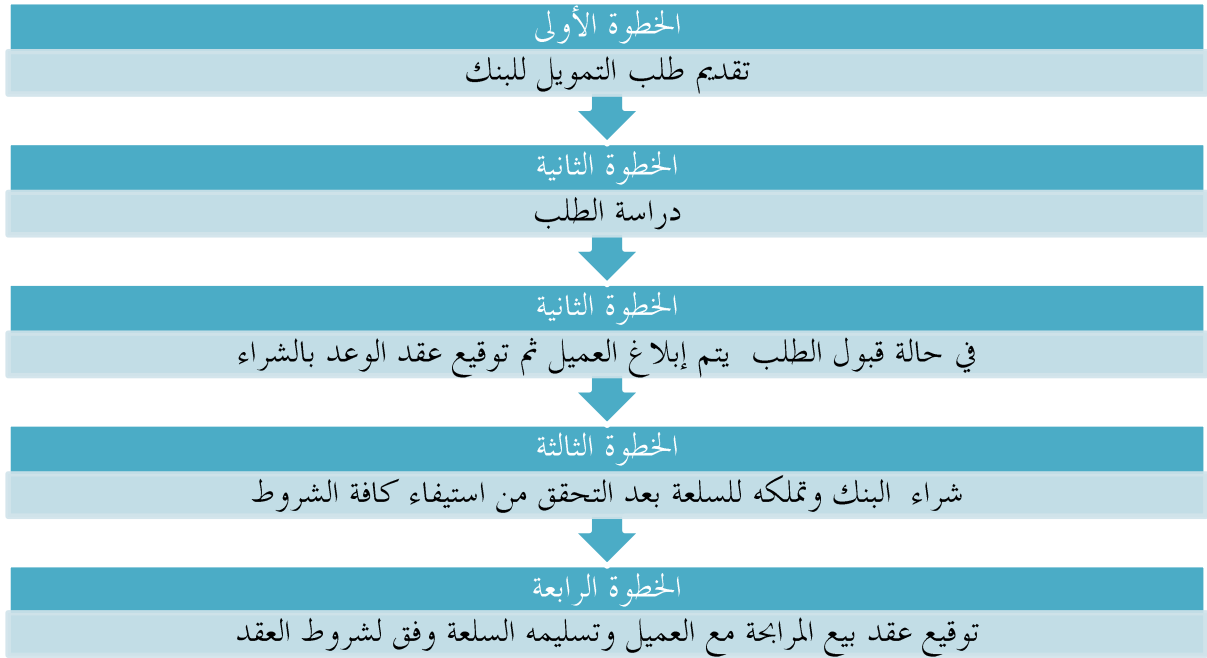 الخطوة الأولى
تقديم طلب التمويل للبنك
الخطوة الثانية
دراسة الطلب
الخطوة الثانية
في حالة قبول الطلب يتم إبلاغ العميل ثم توقيع عقد الوعد بالشراء
الخطوة الثالثة
شراء البنك وتملكه للسلعة بعد التحقق من استيفاء كافة الشروط
الخطوة الرابعة
توقيع عقد بيع المرابحة مع العميل وتسليمه السلعة وفق لشروط العقد